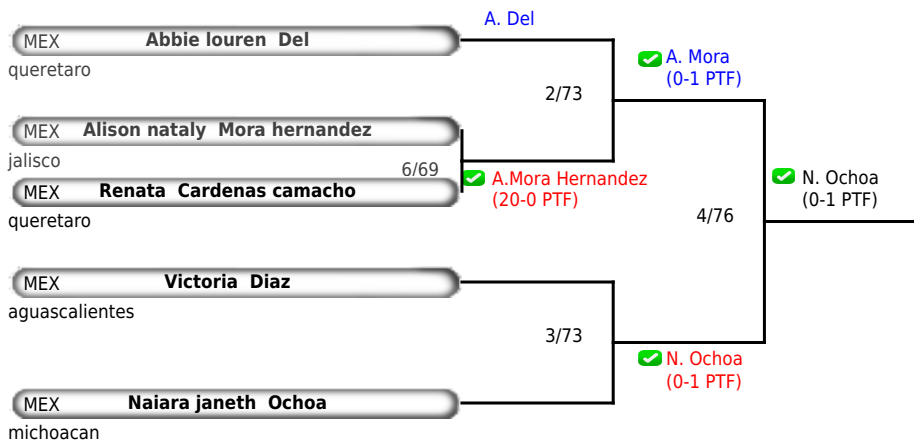 A. Del
MEX Abbie louren Del
queretaro
A. Mora
(0-1 PTF)
2/73
MEX Alison nataly Mora hernandez
jalisco
6/69
A.Mora Hernandez
(20-0 PTF)
MEX Renata Cardenas camacho
queretaro
N. Ochoa
(0-1 PTF)
4/76
MEX Victoria Diaz
aguascalientes
3/73
N. Ochoa
(0-1 PTF)
MEX Naiara janeth Ochoa
michoacan